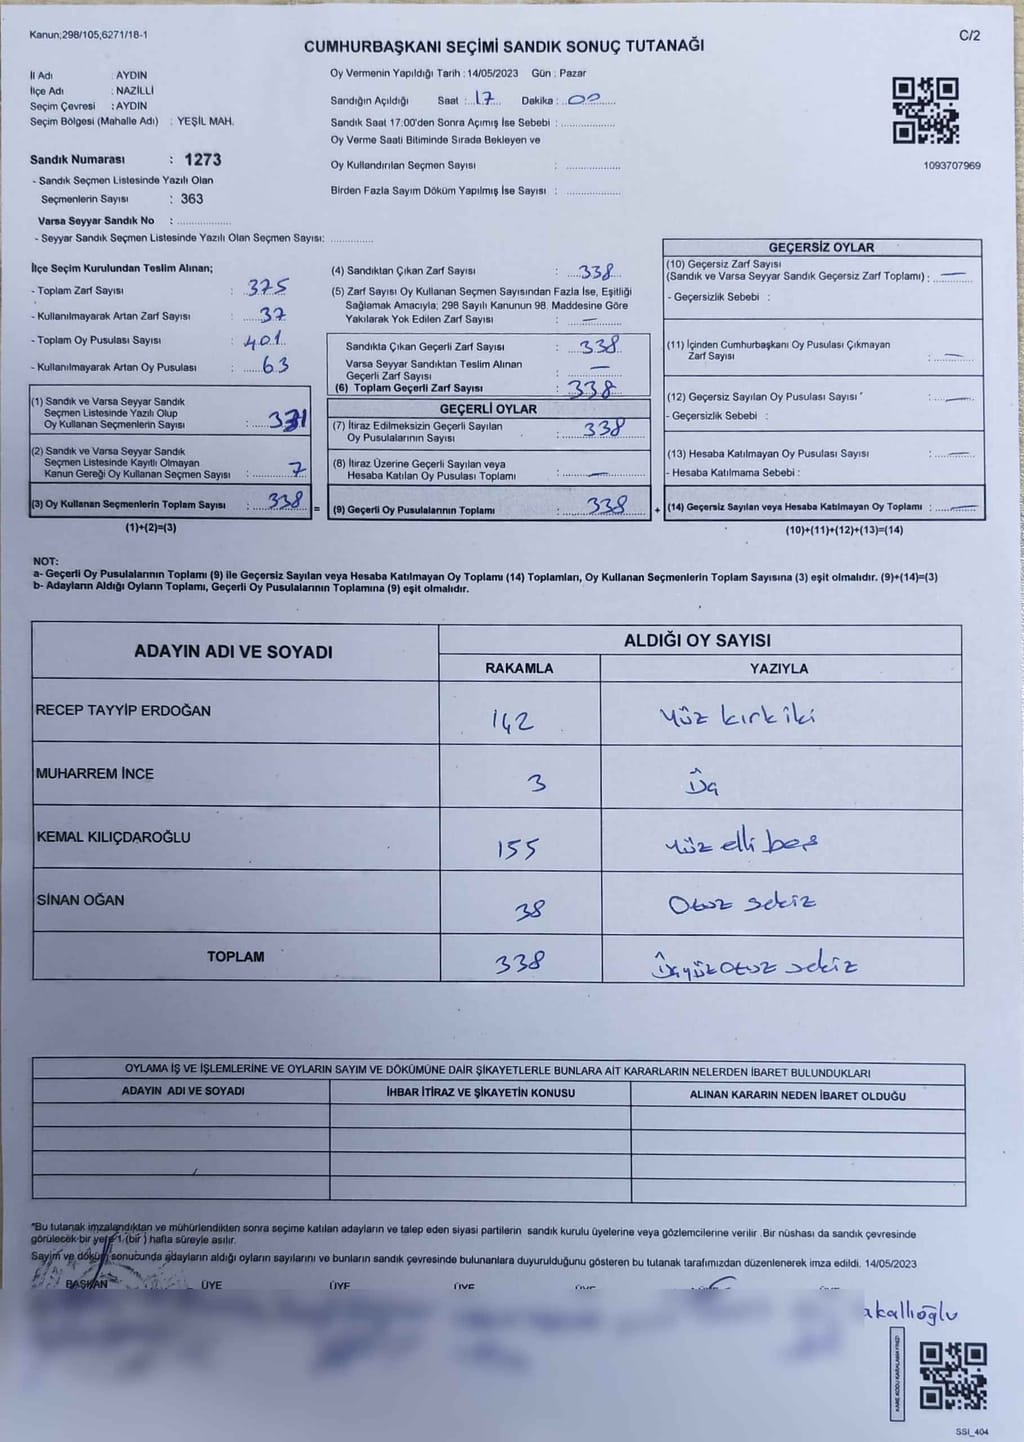 Kanun;298/105,6271/18-1
C/2
CUMHURBAŞKANI SEÇİMİ SANDIK SONUÇ TUTANAĞI
İl Adı : AYDIN
İlçe Adı : NAZİLLİ
Seçim Çevresi : AYDIN
Seçim Bölgesi (Mahalle Adı) : YEŞİL MAH.
Sandık Numarası : 1273
- Sandık Seçmen Listesinde Yazılı Olan
Seçmenlerin Sayısı : 363
Varsa Seyyar Sandık No : ....................
- Seyyar Sandık Seçmen Listesinde Yazılı Olan Seçmen Sayısı: ..............
Oy Vermenin Yapıldığı Tarih : 14/05/2023 Gün : Pazar
Sandığın Açıldığı Saat : 17 Dakika : 00
Sandık Saat 17:00'den Sonra Açımış İse Sebebi : ....................
Oy Verme Saati Bitiminde Sırada Bekleyen ve
Oy Kullandırılan Seçmen Sayısı : ....................
Birden Fazla Sayım Döküm Yapılmış İse Sayısı : ....................
1093707969
İlçe Seçim Kurulundan Teslim Alınan;
- Toplam Zarf Sayısı : 375
- Kullanılmayarak Artan Zarf Sayısı : 37
- Toplam Oy Pusulası Sayısı : 401
- Kullanılmayarak Artan Oy Pusulası : 63
(1) Sandık ve Varsa Seyyar Sandık
Seçmen Listesinde Yazılı Olup
Oy Kullanan Seçmenlerin Sayısı : 331
(2) Sandık ve Varsa Seyyar Sandık
Seçmen Listesinde Kayıtlı Olmayan
Kanun Gereği Oy Kullanan Seçmen Sayısı : 7
(3) Oy Kullanan Seçmenlerin Toplam Sayısı : 338 =
(1)+(2)=(3)
(4) Sandıktan Çıkan Zarf Sayısı : 338
(5) Zarf Sayısı Oy Kullanan Seçmen Sayısından Fazla İse, Eşitliği
Sağlamak Amacıyla; 298 Sayılı Kanunun 98. Maddesine Göre
Yakılarak Yok Edilen Zarf Sayısı : —
Sandıkta Çıkan Geçerli Zarf Sayısı : 338
Varsa Seyyar Sandıktan Teslim Alınan
Geçerli Zarf Sayısı : —
(6) Toplam Geçerli Zarf Sayısı : 338
GEÇERLİ OYLAR
(7) İtiraz Edilmeksizin Geçerli Sayılan
Oy Pusulalarının Sayısı : 338
(8) İtiraz Üzerine Geçerli Sayılan veya
Hesaba Katılan Oy Pusulası Toplamı : —
(9) Geçerli Oy Pusulalarının Toplamı : 338 +
GEÇERSİZ OYLAR
(10) Geçersiz Zarf Sayısı
(Sandık ve Varsa Seyyar Sandık Geçersiz Zarf Toplamı) : —
- Geçersizlik Sebebi :
(11) İçinden Cumhurbaşkanı Oy Pusulası Çıkmayan
Zarf Sayısı : —
(12) Geçersiz Sayılan Oy Pusulası Sayısı : —
- Geçersizlik Sebebi :
(13) Hesaba Katılmayan Oy Pusulası Sayısı : —
- Hesaba Katılmama Sebebi :
(14) Geçersiz Sayılan veya Hesaba Katılmayan Oy Toplamı : —
(10)+(11)+(12)+(13)=(14)
NOT:
a- Geçerli Oy Pusulalarının Toplamı (9) ile Geçersiz Sayılan veya Hesaba Katılmayan Oy Toplamı (14) Toplamları, Oy Kullanan Seçmenlerin Toplam Sayısına (3) eşit olmalıdır. (9)+(14)=(3)
b- Adayların Aldığı Oyların Toplamı, Geçerli Oy Pusulalarının Toplamına (9) eşit olmalıdır.
ADAYIN ADI VE SOYADI ALDIĞI OY SAYISI
RAKAMLA YAZIYLA
RECEP TAYYİP ERDOĞAN 142 Yüz kırk iki
MUHARREM İNCE 3 Üç
KEMAL KILIÇDAROĞLU 155 Yüz elli beş
SİNAN OĞAN 38 Otuz sekiz
TOPLAM 338 Üçyüz otuz sekiz
OYLAMA İŞ VE İŞLEMLERİNE VE OYLARIN SAYIM VE DÖKÜMÜNE DAİR ŞİKAYETLERLE BUNLARA AİT KARARLARIN NELERDEN İBARET BULUNDUKLARI
ADAYIN ADI VE SOYADI İHBAR İTİRAZ VE ŞİKAYETİN KONUSU ALINAN KARARIN NEDEN İBARET OLDUĞU
*Bu tutanak imzalandıktan ve mühürlendikten sonra seçime katılan adayların ve talep eden siyasi partilerin sandık kurulu üyelerine veya gözlemcilerine verilir .Bir nüshası da sandık çevresinde
görülecek bir yere 1 (bir ) hafta süreyle asılır.
Sayım ve döküm sonucunda adayların aldığı oyların sayılarını ve bunların sandık çevresinde bulunanlara duyurulduğunu gösteren bu tutanak tarafımızdan düzenlenerek imza edildi. 14/05/2023
BAŞKAN ÜYE ÜYE ÜYE ÜYE ÜYE
akallıoğlu
SSI_404